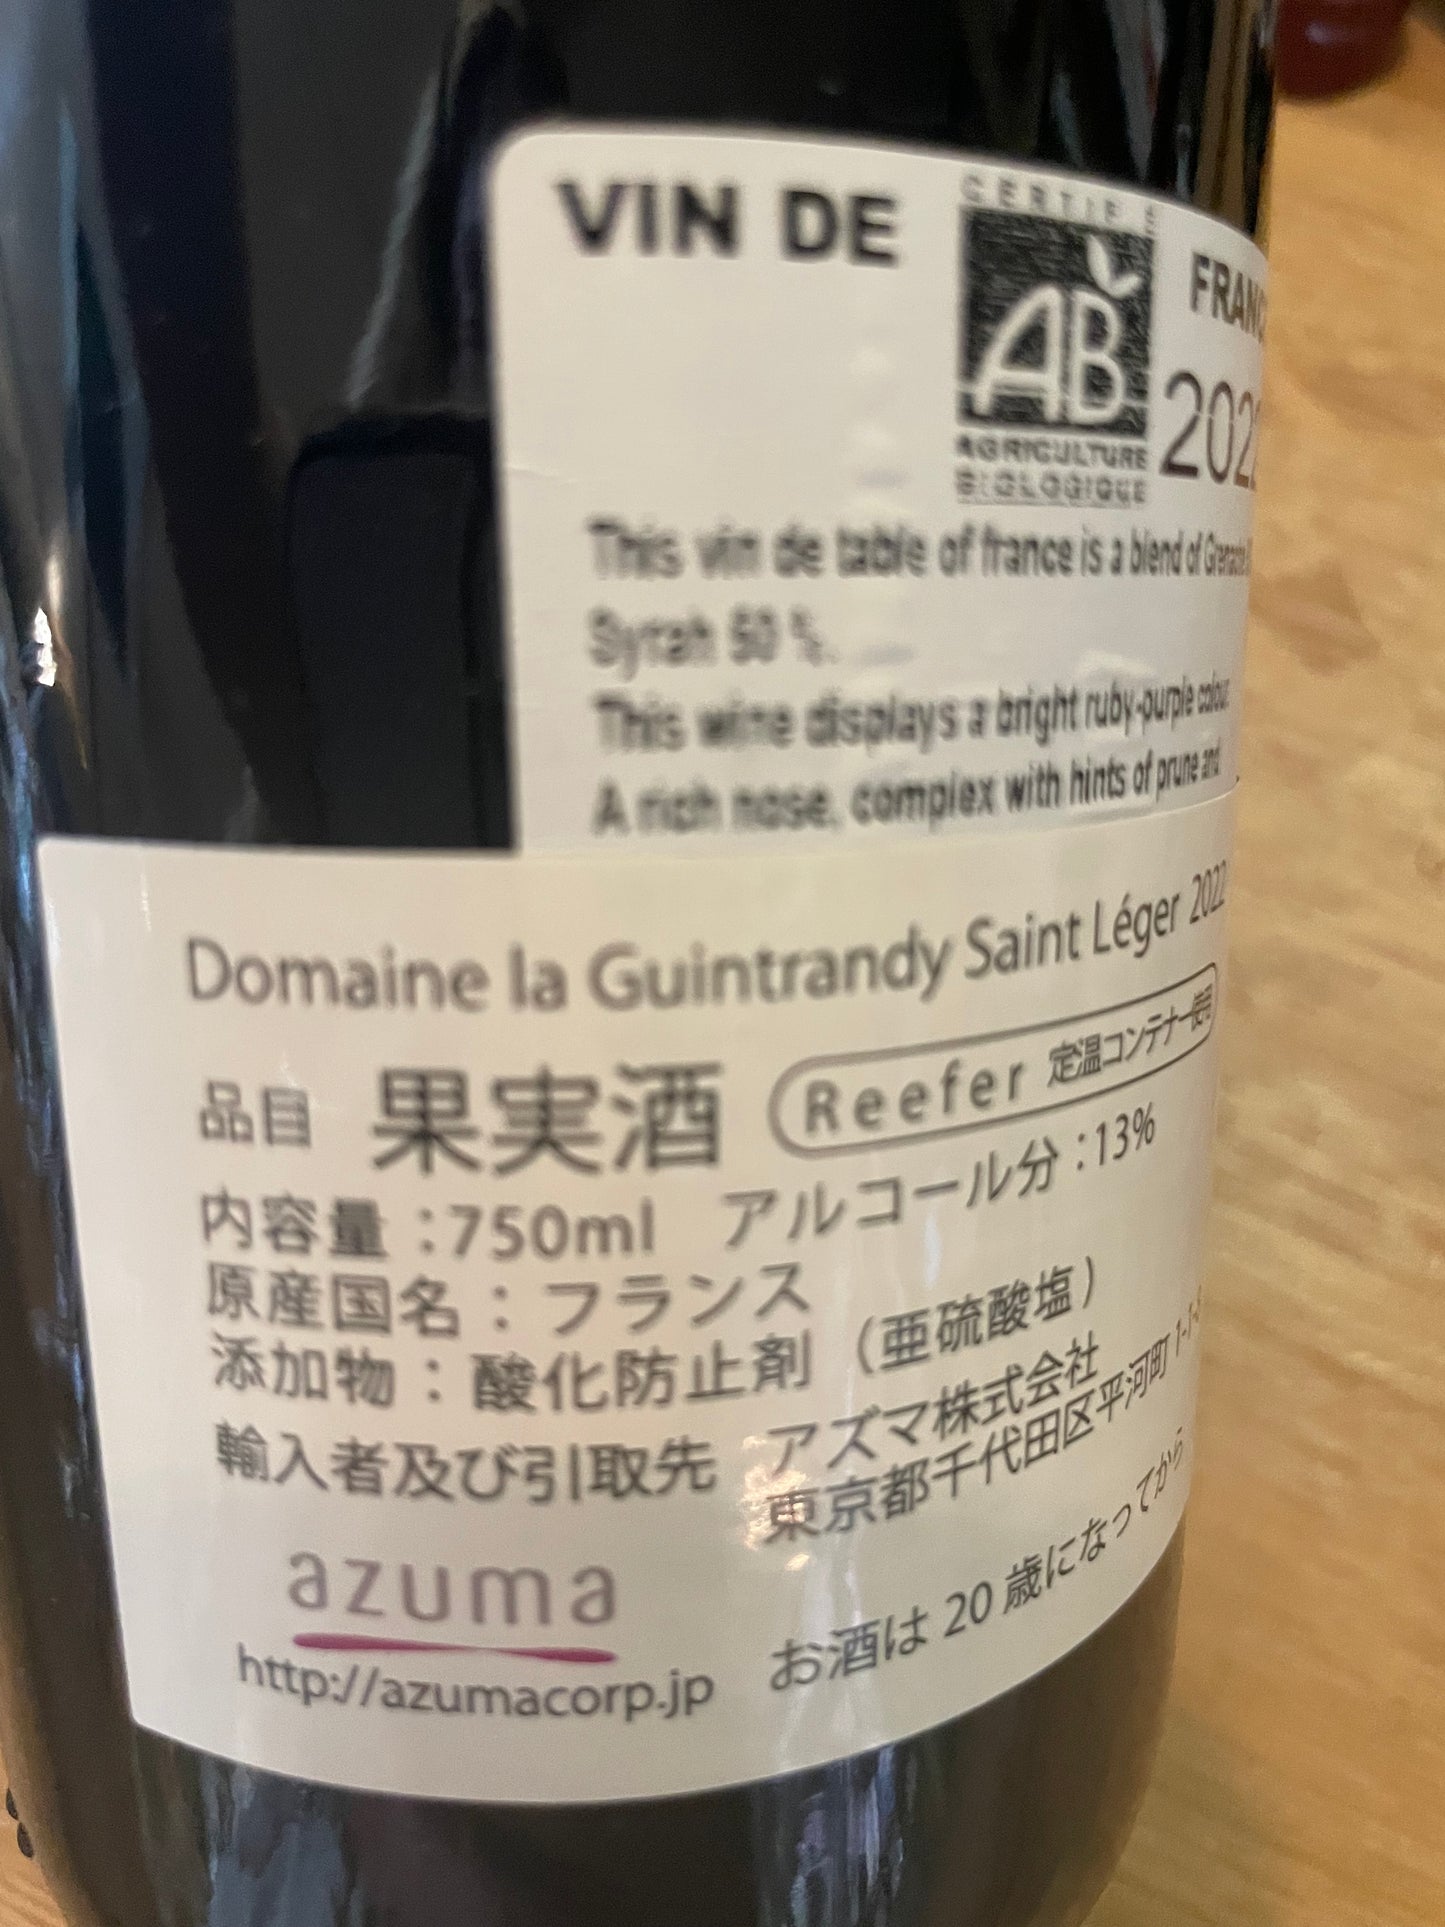 VIN DE
CERTIFIÉ
AB
AGRICULTURE
BIOLOGIQUE
FRANC
2022
This vin de table of france is a blend of Grenache
Syrah 50 %.
This wine displays a bright ruby-purple colour.
A rich nose, complex with hints of prune and
Domaine la Guintrandy Saint Léger 2022
品目 果実酒 Reefer 定温コンテナー使用
内容量 :750ml アルコール分 :13%
原産国名：フランス
添加物：酸化防止剤（亜硫酸塩）
輸入者及び引取先 アズマ株式会社
東京都千代田区平河町 1-1-
azuma
http://azumacorp.jp お酒は 20 歳になってから